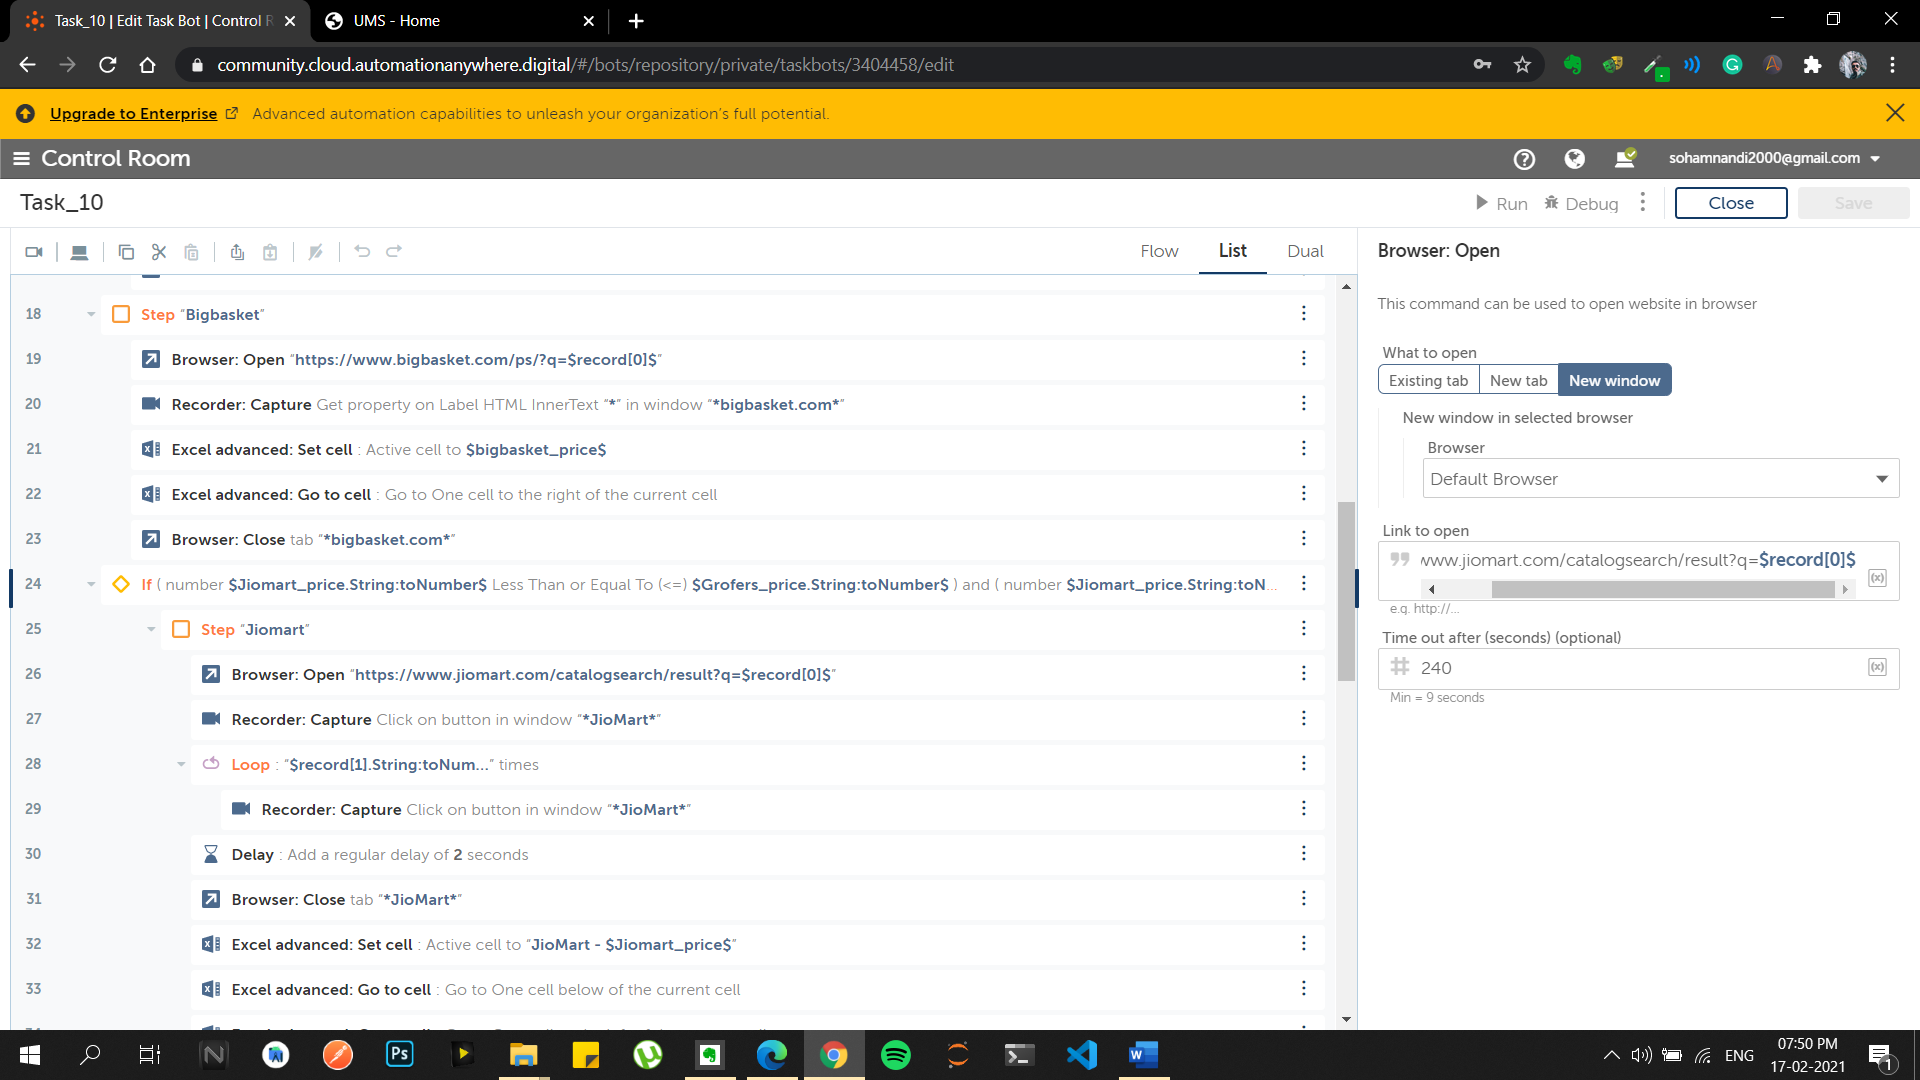 Task_10 | Edit Task Bot | Control R
UMS - Home
community.cloud.automationanywhere.digital/#/bots/repository/private/taskbots/3404458/edit
Upgrade to Enterprise Advanced automation capabilities to unleash your organization's full potential.
Control Room
sohamnandi2000@gmail.com
Task_10
Run
Debug
Close
Save
Flow
List
Dual
18 Step “Bigbasket”
19 Browser: Open “https://www.bigbasket.com/ps/?q=$record[0]$”
20 Recorder: Capture Get property on Label HTML InnerText “*” in window “*bigbasket.com*”
21 Excel advanced: Set cell : Active cell to $bigbasket_price$
22 Excel advanced: Go to cell : Go to One cell to the right of the current cell
23 Browser: Close tab “*bigbasket.com*”
24 If ( number $Jiomart_price.String:toNumber$ Less Than or Equal To (<=) $Grofers_price.String:toNumber$ ) and ( number $Jiomart_price.String:toN...
25 Step “Jiomart”
26 Browser: Open “https://www.jiomart.com/catalogsearch/result?q=$record[0]$”
27 Recorder: Capture Click on button in window “*JioMart*”
28 Loop : “$record[1].String:toNum...” times
29 Recorder: Capture Click on button in window “*JioMart*”
30 Delay : Add a regular delay of 2 seconds
31 Browser: Close tab “*JioMart*”
32 Excel advanced: Set cell : Active cell to “JioMart - $Jiomart_price$”
33 Excel advanced: Go to cell : Go to One cell below of the current cell
Browser: Open
This command can be used to open website in browser
What to open
Existing tab New tab New window
New window in selected browser
Browser
Default Browser
Link to open
www.jiomart.com/catalogsearch/result?q=$record[0]$
(x)
e.g. http://...
Time out after (seconds) (optional)
240
(x)
Min = 9 seconds
ENG
07:50 PM
17-02-2021
1